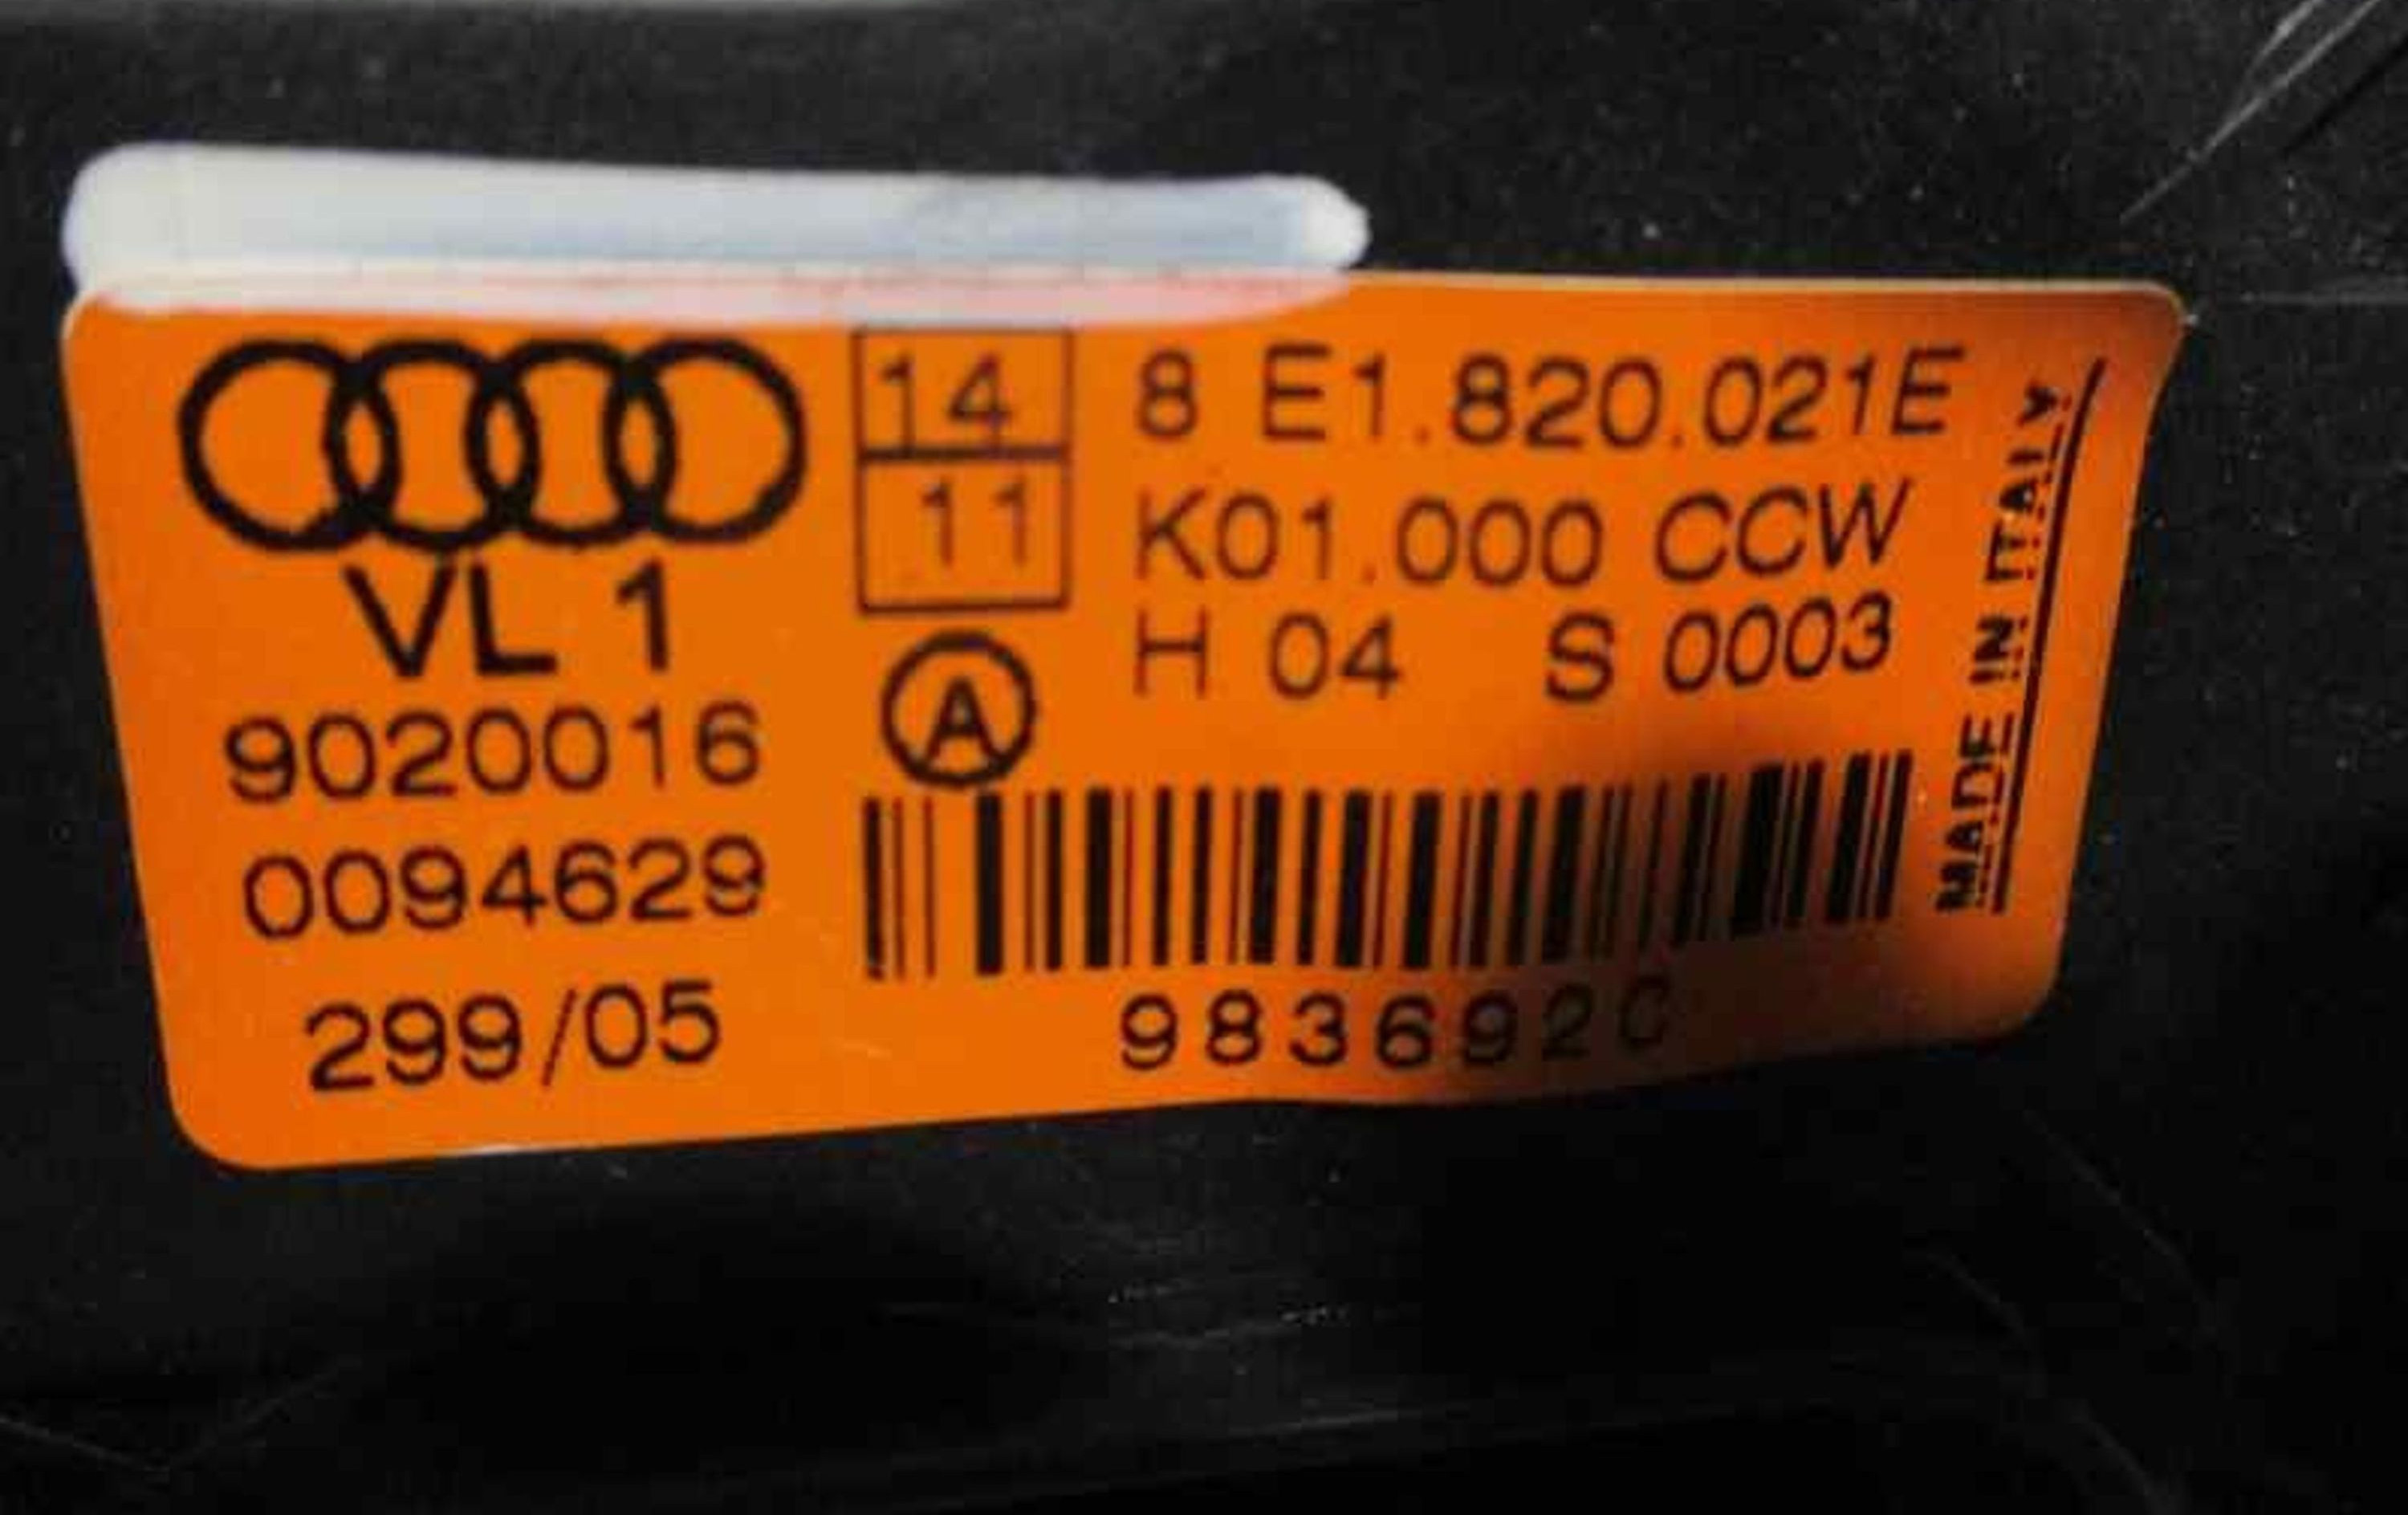 14
11
8 E1.820.021E
K01.000 CCW
H 04 S 0003
VL 1
A
9020016
0094629
299/05
983692C
MADE IN ITALY